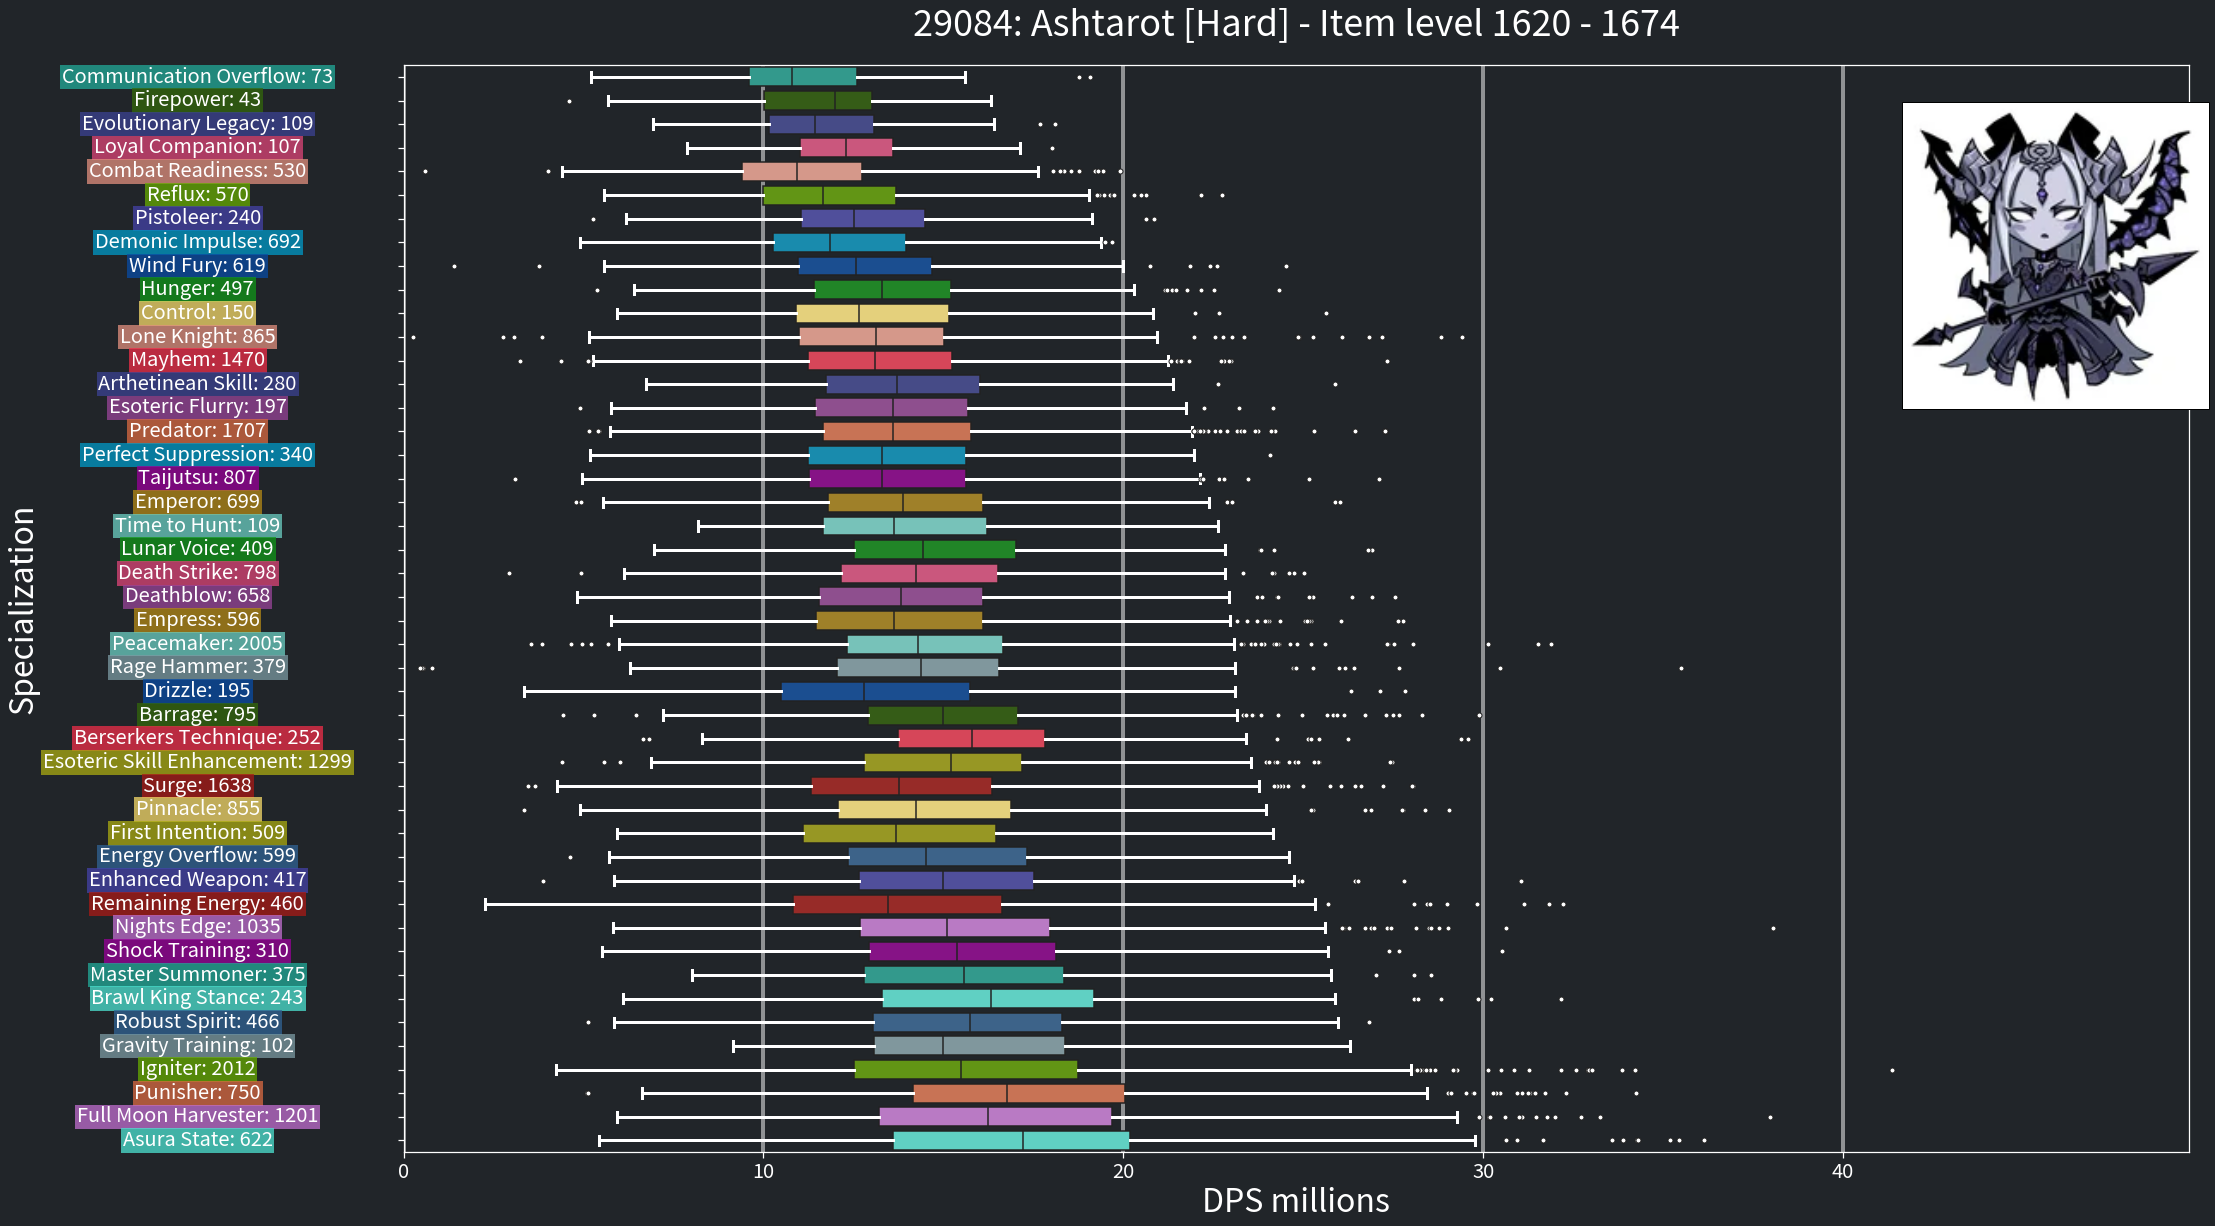 29084: Ashtarot [Hard] - Item level 1620 - 1674
Specialization
Communication Overflow: 73
Firepower: 43
Evolutionary Legacy: 109
Loyal Companion: 107
Combat Readiness: 530
Reflux: 570
Pistoleer: 240
Demonic Impulse: 692
Wind Fury: 619
Hunger: 497
Control: 150
Lone Knight: 865
Mayhem: 1470
Arthetinean Skill: 280
Esoteric Flurry: 197
Predator: 1707
Perfect Suppression: 340
Taijutsu: 807
Emperor: 699
Time to Hunt: 109
Lunar Voice: 409
Death Strike: 798
Deathblow: 658
Empress: 596
Peacemaker: 2005
Rage Hammer: 379
Drizzle: 195
Barrage: 795
Berserkers Technique: 252
Esoteric Skill Enhancement: 1299
Surge: 1638
Pinnacle: 855
First Intention: 509
Energy Overflow: 599
Enhanced Weapon: 417
Remaining Energy: 460
Nights Edge: 1035
Shock Training: 310
Master Summoner: 375
Brawl King Stance: 243
Robust Spirit: 466
Gravity Training: 102
Igniter: 2012
Punisher: 750
Full Moon Harvester: 1201
Asura State: 622
0 10 20 30 40
DPS millions